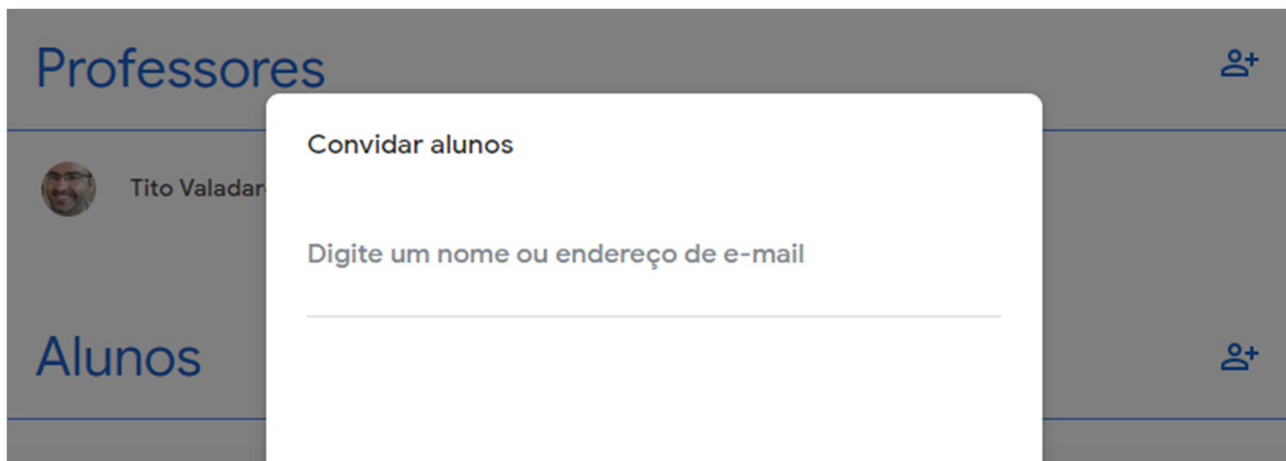 Professores
Convidar alunos
Tito Valadar
Digite um nome ou endereço de e-mail
Alunos